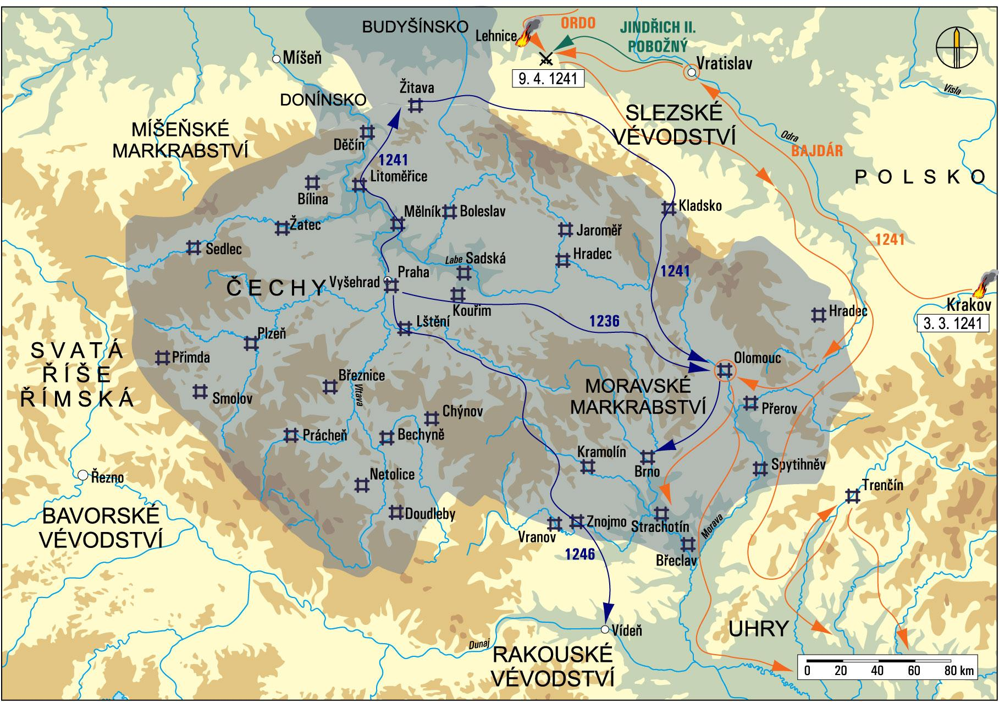 BUDYŠÍNSKO
Lehnice
ORDO
JINDŘICH II.
POBOŽNÝ
Míšeň
Vratislav
9. 4. 1241
Žitava
Visla
DONÍNSKO
SLEZSKÉ
VÉVODSTVÍ
MÍŠEŇSKÉ
MARKRABSTVÍ
Děčín
Odra
BAJDÁR
1241
Litoměřice
POLSKO
Bílina
Kladsko
Mělník
Boleslav
Žatec
Jaroměř
1241
Sedlec
Labe
Sadská
Hradec
Praha
1241
ČECHY
Vyšehrad
Krakov
3. 3. 1241
Kouřim
Hradec
1236
Lštění
Plzeň
SVATÁ
ŘÍŠE
ŘÍMSKÁ
Přimda
Olomouc
Březnice
Vltava
Smolov
MORAVSKÉ
MARKRABSTVÍ
Přerov
Chýnov
Prácheň
Bechyně
Kramolín
Brno
Spytihněv
Řezno
Netolice
Trenčín
BAVORSKÉ
VÉVODSTVÍ
Doudleby
Znojmo
Strachotín
Morava
Vranov
1246
Břeclav
Vídeň
UHRY
Dunaj
RAKOUSKÉ
VÉVODSTVÍ
0 20 40 60 80 km